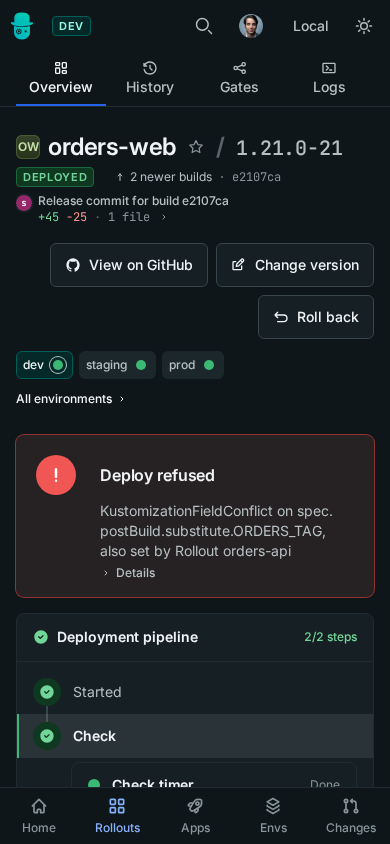 DEV
Local
Overview
History
Gates
Logs
OW
orders-web / 1.21.0-21
DEPLOYED
↑ 2 newer builds · e2107ca
s
Release commit for build e2107ca
+45 -25 · 1 file ›
View on GitHub
Change version
Roll back
dev
staging
prod
All environments ›
!
Deploy refused
KustomizationFieldConflict on spec.
postBuild.substitute.ORDERS_TAG,
also set by Rollout orders-api
› Details
Deployment pipeline
2/2 steps
Started
Check
Check timer
Done
Home
Rollouts
Apps
Envs
Changes